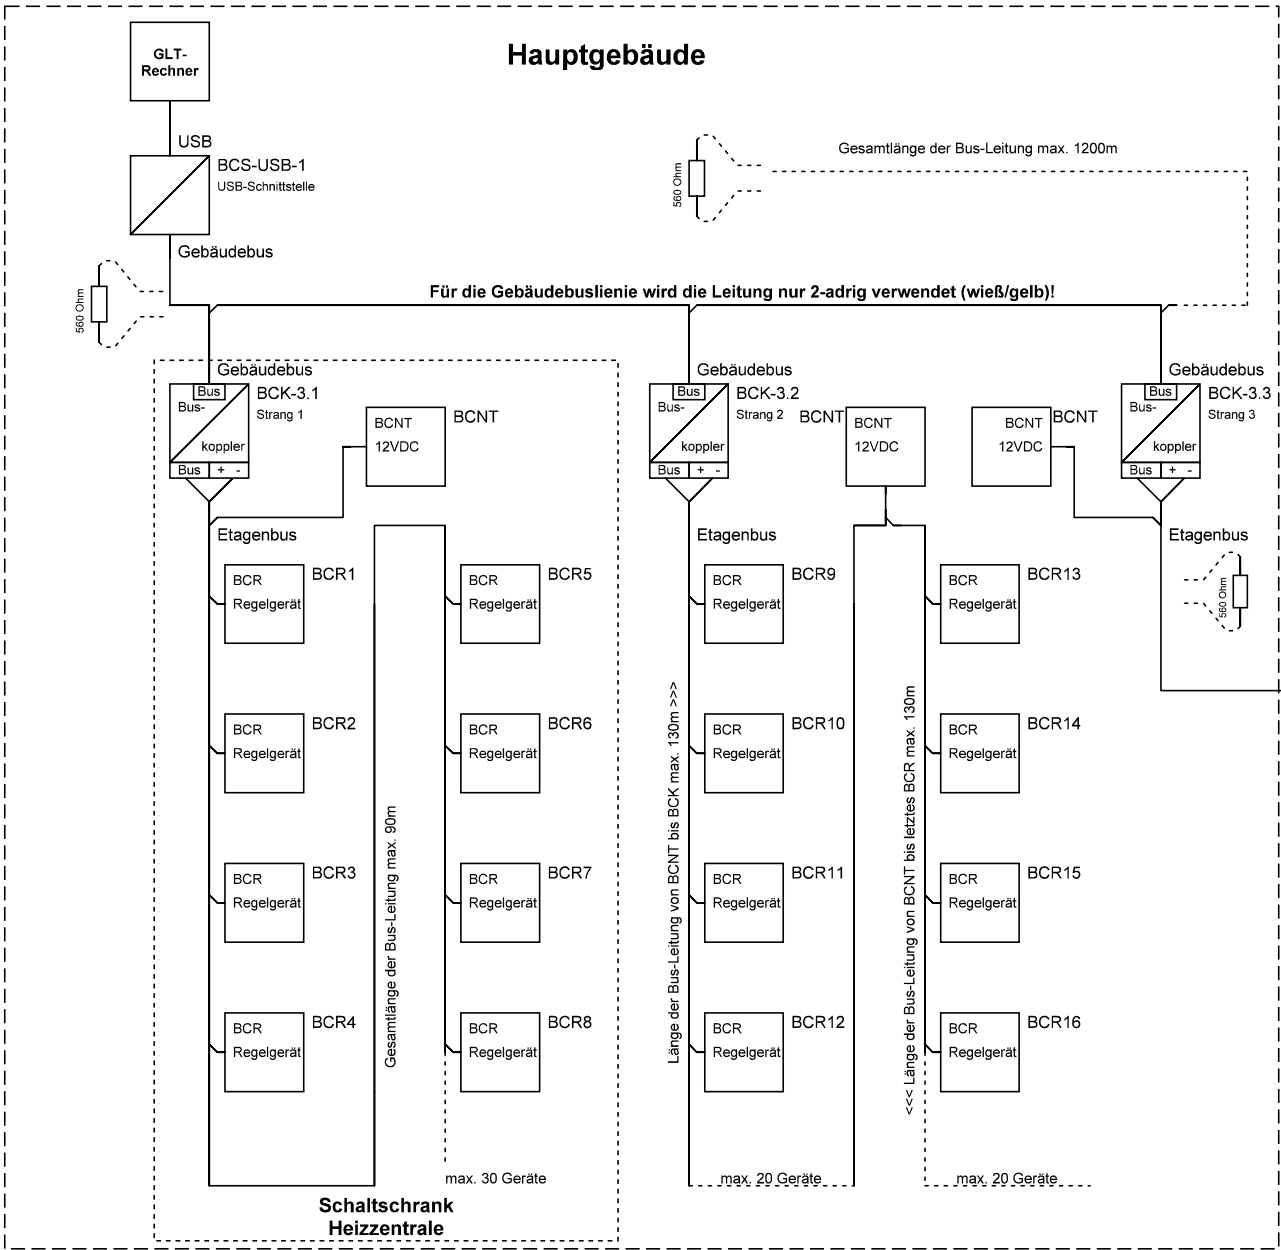 Hauptgebäude
GLT-
Rechner
USB
BCS-USB-1
USB-Schnittstelle
Gebäudebus
560 Ohm
560 Ohm
Gesamtlänge der Bus-Leitung max. 1200m
Für die Gebäudebuslienie wird die Leitung nur 2-adrig verwendet (wieß/gelb)!
Gebäudebus
Bus
BCK-3.1
Bus-
Strang 1
koppler
Bus + -
BCNT
12VDC
BCNT
Etagenbus
BCR
Regelgerät
BCR1
BCR
Regelgerät
BCR2
BCR
Regelgerät
BCR3
BCR
Regelgerät
BCR4
Gesamtlänge der Bus-Leitung max. 90m
BCR
Regelgerät
BCR5
BCR
Regelgerät
BCR6
BCR
Regelgerät
BCR7
BCR
Regelgerät
BCR8
max. 30 Geräte
Schaltschrank
Heizzentrale
Gebäudebus
Bus
BCK-3.2
Bus-
Strang 2
koppler
Bus + -
BCNT
BCNT
12VDC
Etagenbus
BCR
Regelgerät
BCR9
BCR
Regelgerät
BCR10
BCR
Regelgerät
BCR11
BCR
Regelgerät
BCR12
Länge der Bus-Leitung von BCNT bis BCK max. 130m >>>
max. 20 Geräte
<<< Länge der Bus-Leitung von BCNT bis letztes BCR max. 130m
BCR
Regelgerät
BCR13
BCR
Regelgerät
BCR14
BCR
Regelgerät
BCR15
BCR
Regelgerät
BCR16
max. 20 Geräte
BCNT
12VDC
BCNT
Gebäudebus
Bus
BCK-3.3
Bus-
Strang 3
koppler
Bus + -
Etagenbus
560 Ohm